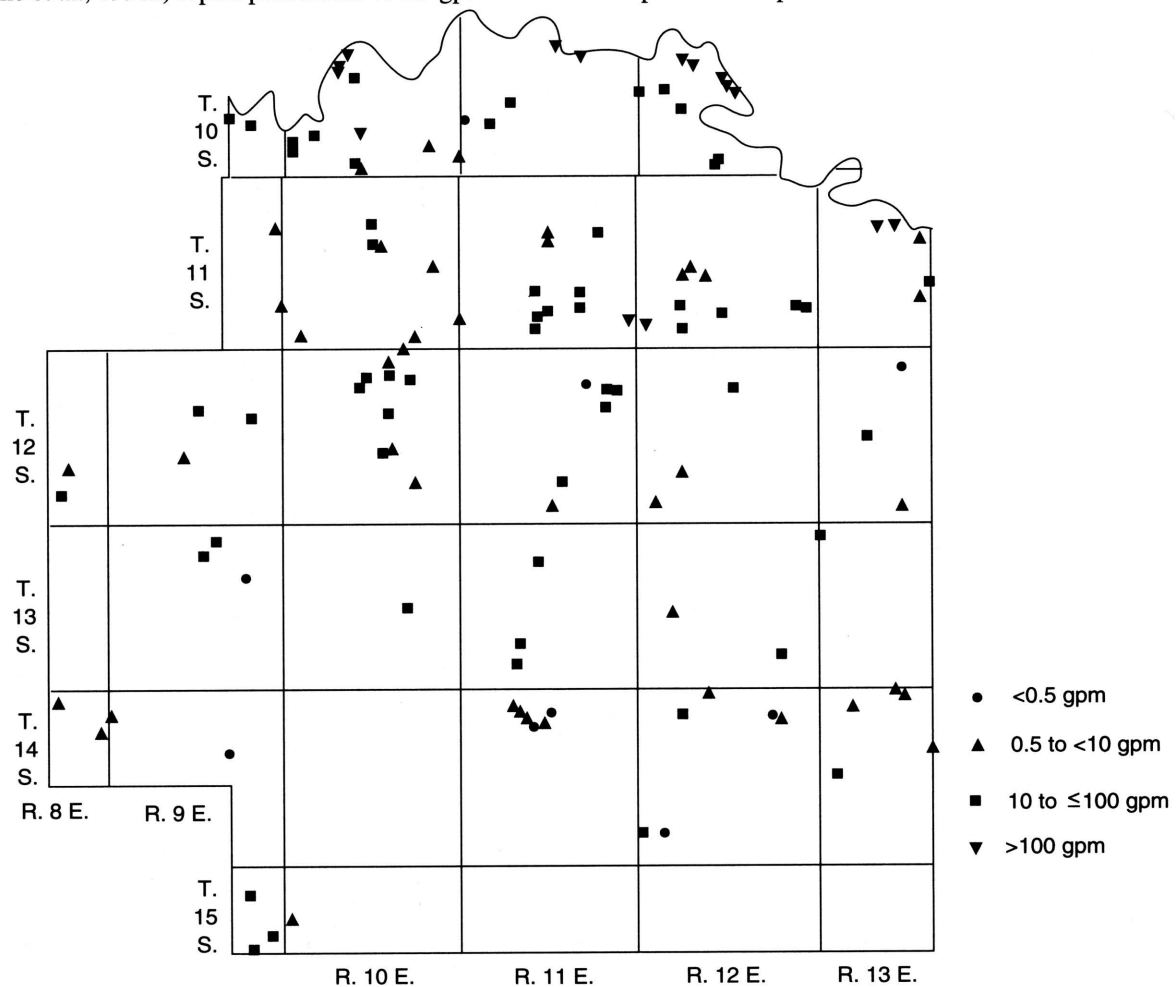 T.
10
S.
T.
11
S.
T.
12
S.
T.
13
S.
T.
14
S.
R. 8 E.
R. 9 E.
T.
15
S.
R. 10 E.
R. 11 E.
R. 12 E.
R. 13 E.
<0.5 gpm
0.5 to <10 gpm
10 to ≤100 gpm
>100 gpm